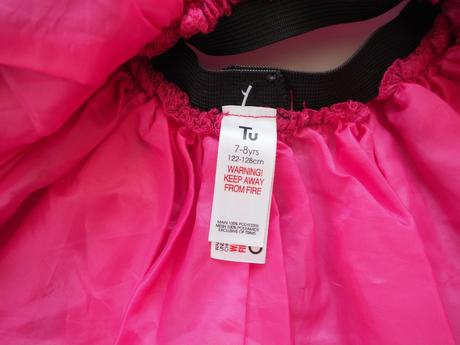 Tu
7-8yrs
122-128cm
WARNING!
KEEP AWAY
FROM FIRE
MAIN 100% POLYESTER
MESH 100% POLYAMIDE
EXCLUSIVE OF TRIMS